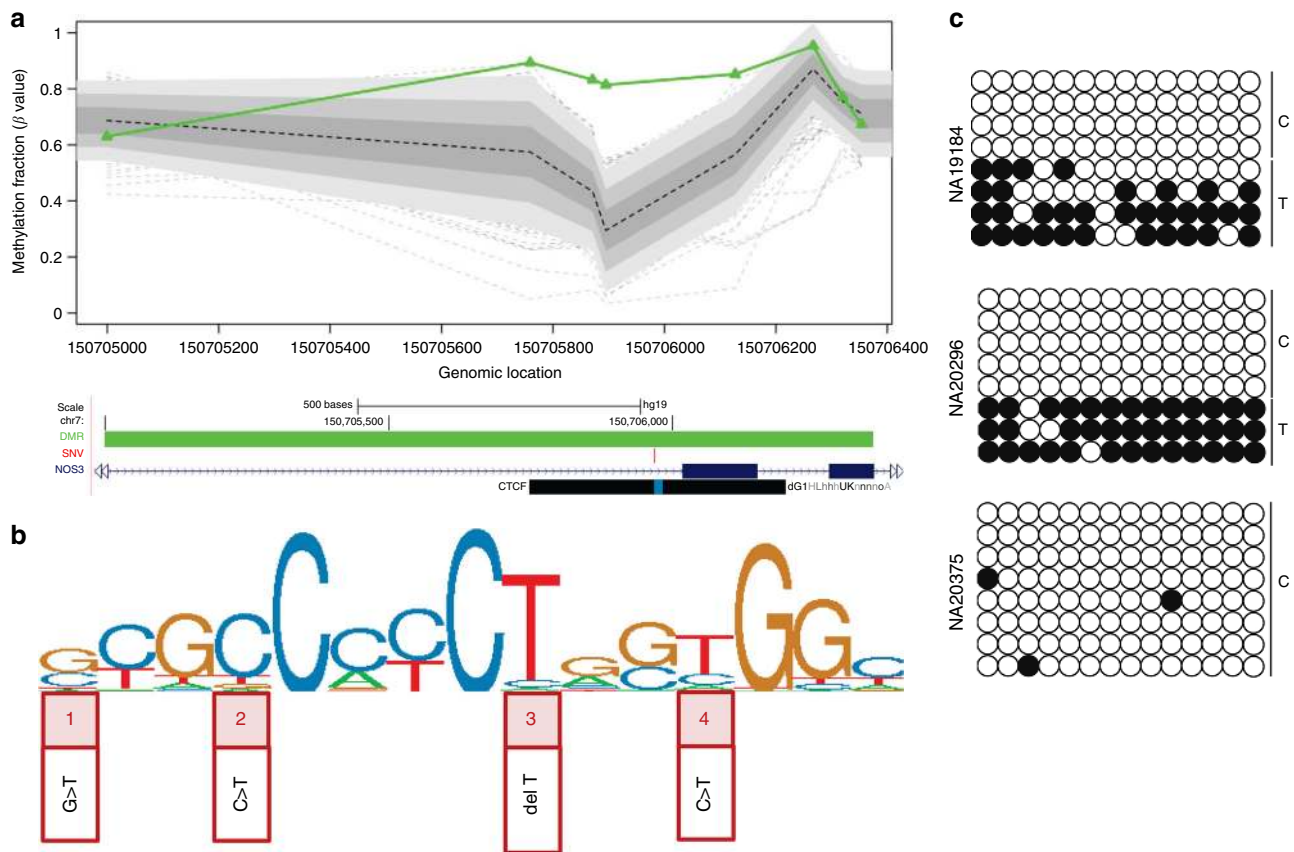 a
Methylation fraction (β value)
1
0.8
0.6
0.4
0.2
0
150705000 150705200 150705400 150705600 150705800 150706000 150706200 150706400
Genomic location
Scale 500 bases hg19
chr7: 150,705,500 150,706,000
DMR
SNV
NOS3
CTCF dG1HLhhhUKnnnnoA
b
G C G C C C C C T G G T G G C
C T T A T C C
1 2 3 4
G>T C>T del T C>T
c
NA19184
C
T
NA20296
C
T
NA20375
C